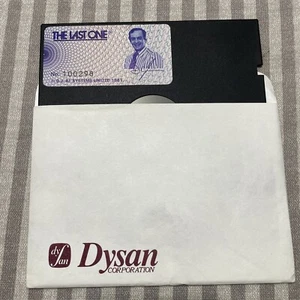 THE LAST ONE
No. 100298
© D.J. 'AI' SYSTEMS LIMITED 1981
dy
san
Dysan
CORPORATION